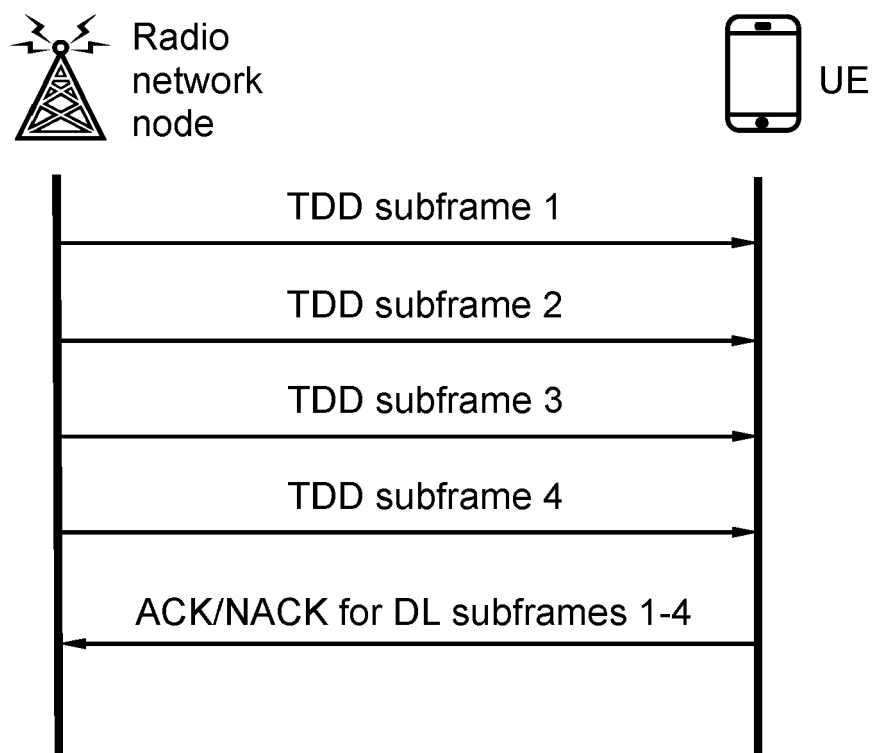 Radio
network
node
UE
TDD subframe 1
TDD subframe 2
TDD subframe 3
TDD subframe 4
ACK/NACK for DL subframes 1-4